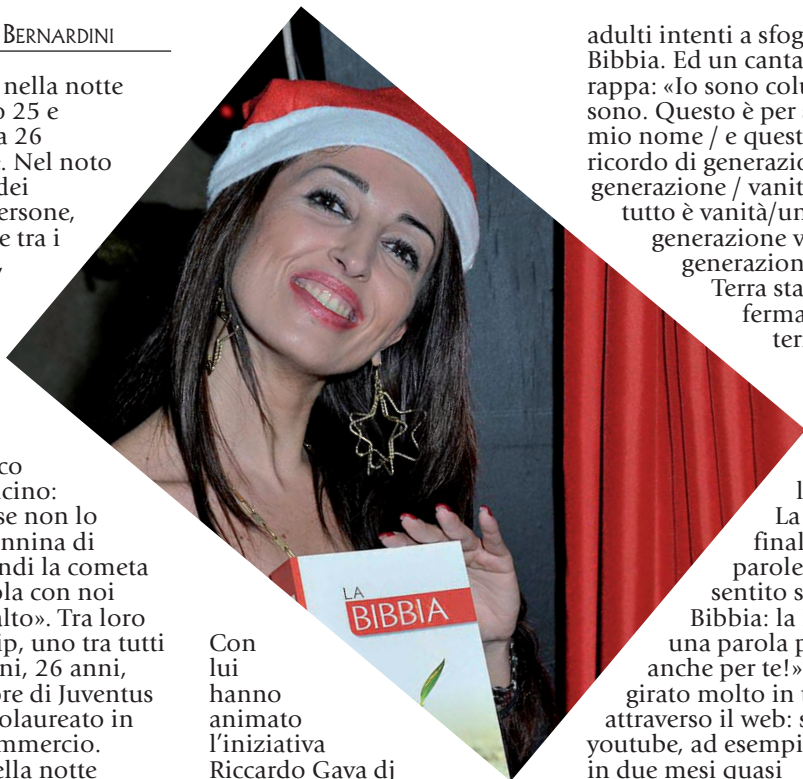 BERNARDINI
nella notte
o 25 e
a 26
. Nel noto
dei
ersone,
e tra i
,
co
cino:
se non lo
nnina di
ndi la cometa
ola con noi
alto». Tra loro
ip, uno tra tutti
ni, 26 anni,
ore di Juventus
olaureato in
mmercio.
ella notte
LA
BIBBIA
Con
lui
hanno
animato
l'iniziativa
Riccardo Gava dj
adulti intenti a sfog
Bibbia. Ed un canta
rappa: «Io sono colu
sono. Questo è per
mio nome / e quest
ricordo di generazio
generazione / vanit
tutto è vanità/un
generazione v
generazion
Terra sta
ferma
terr
l
La
final
parole
sentito s
Bibbia: la
una parola p
anche per te!»
girato molto in
attraverso il web: s
youtube, ad esempi
in due mesi quasi